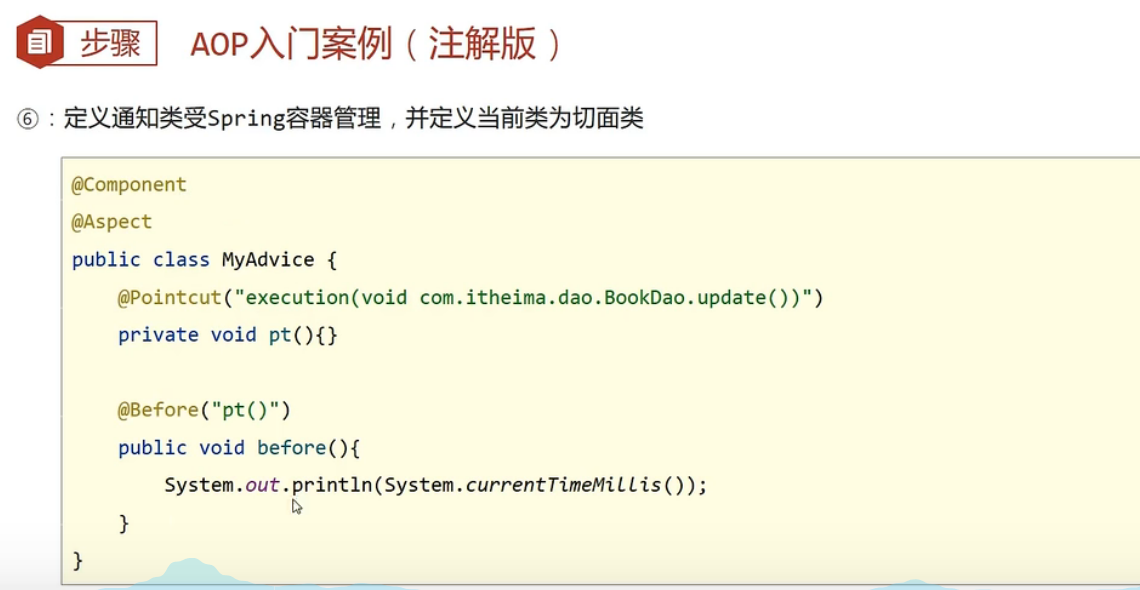 步骤 AOP入门案例（注解版）
⑥：定义通知类受Spring容器管理，并定义当前类为切面类
@Component
@Aspect
public class MyAdvice {
    @Pointcut("execution(void com.itheima.dao.BookDao.update())")
    private void pt(){}
    @Before("pt()")
    public void before(){
        System.out.println(System.currentTimeMillis());
    }
}